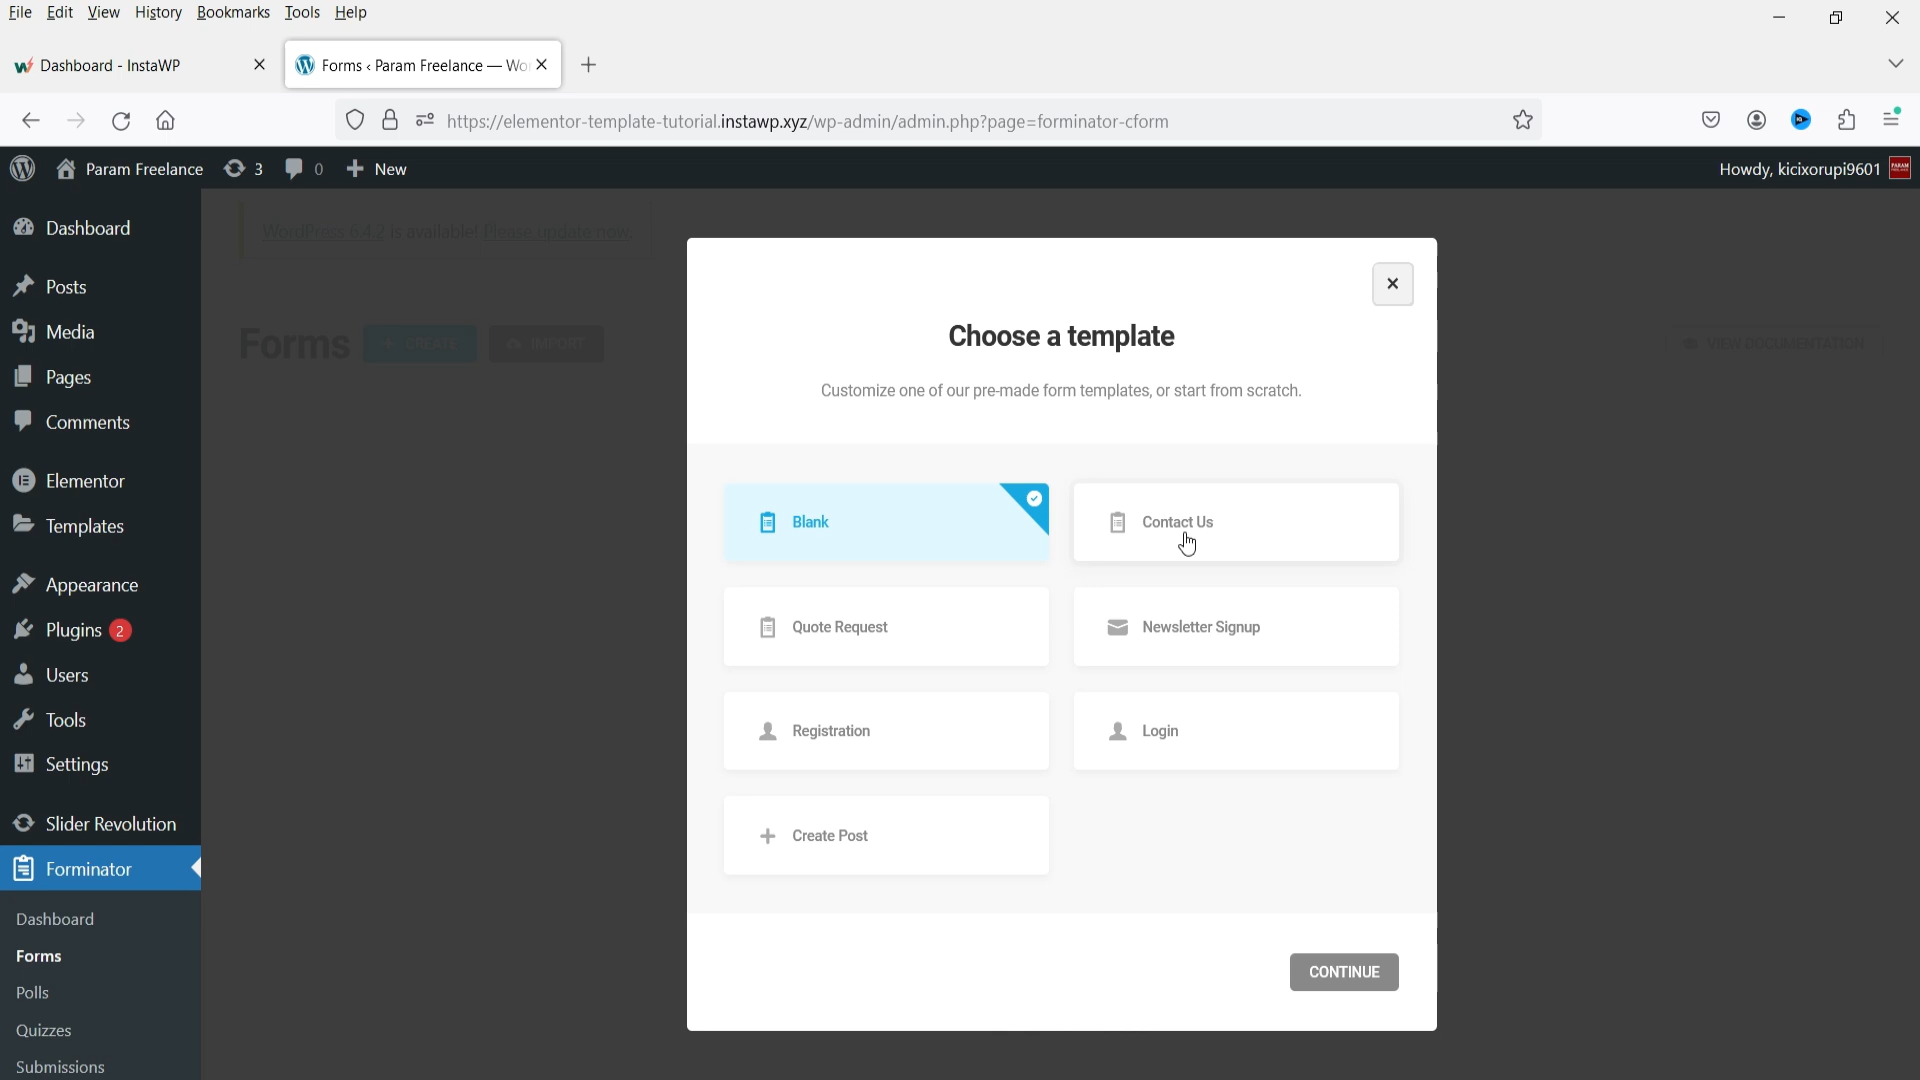 File Edit View History Bookmarks Tools Help
Dashboard - InstaWP
Forms ‹ Param Freelance — Wo
https://elementor-template-tutorial.instawp.xyz/wp-admin/admin.php?page=forminator-cform
Param Freelance 3 0 New
Howdy, kicixorupi9601
Dashboard
Posts
Media
Pages
Comments
Elementor
Templates
Appearance
Plugins 2
Users
Tools
Settings
Slider Revolution
Forminator
Dashboard
Forms
Polls
Quizzes
Submissions
WordPress 6.4.2 is available! Please update now.
Forms CREATE IMPORT
VIEW DOCUMENTATION
Choose a template
Customize one of our pre-made form templates, or start from scratch.
Blank
Contact Us
Quote Request
Newsletter Signup
Registration
Login
Create Post
CONTINUE